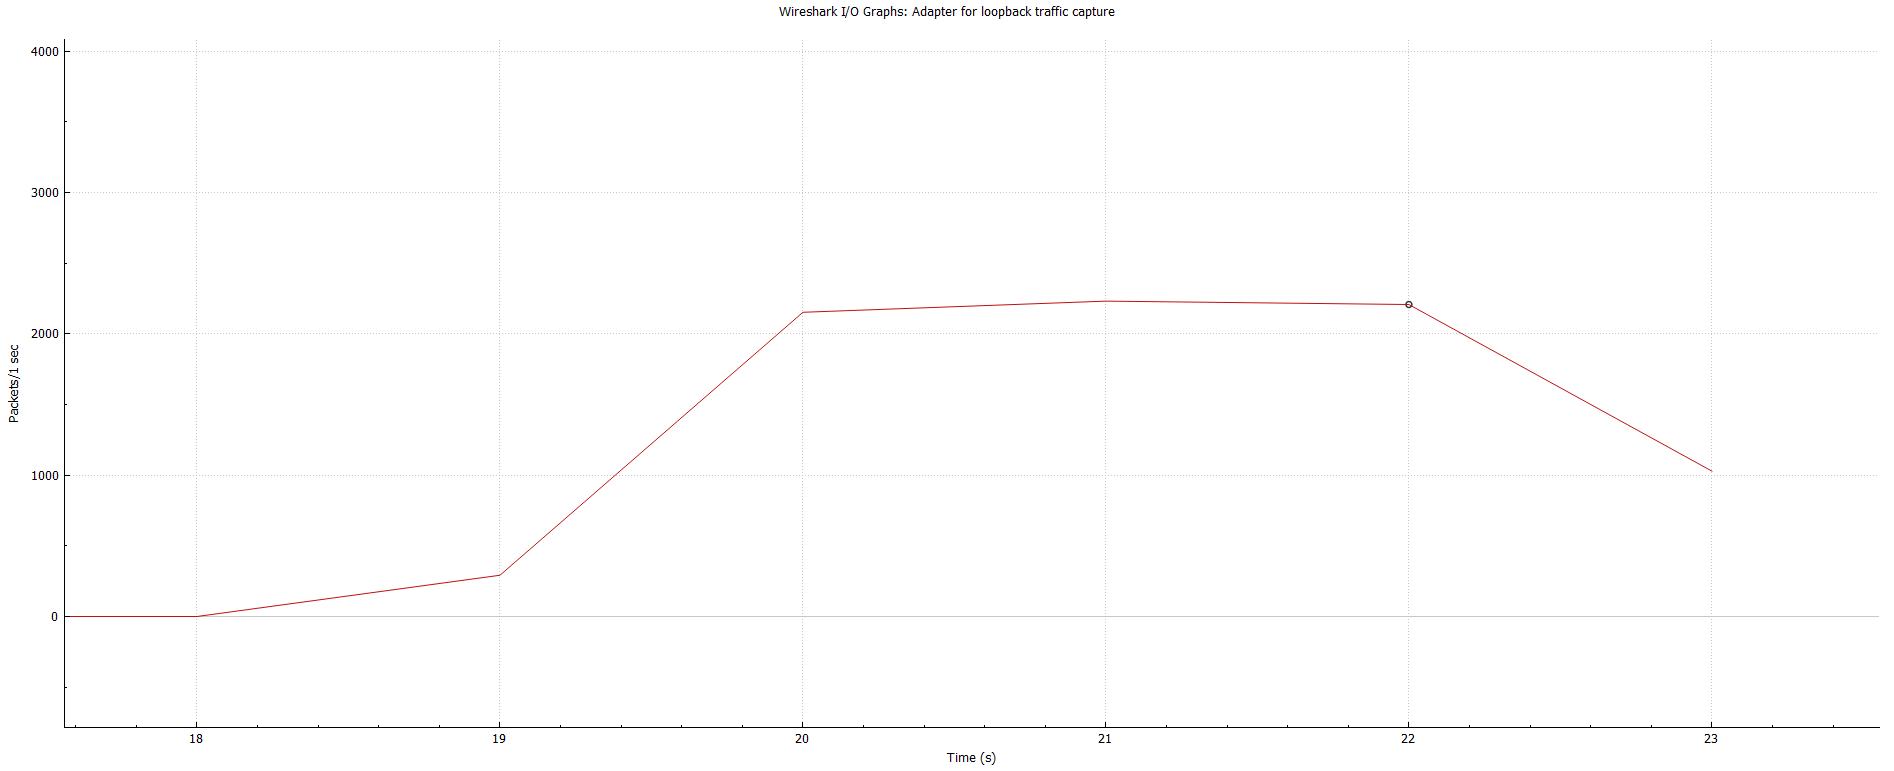 Wireshark I/O Graphs: Adapter for loopback traffic capture
4000
3000
2000
1000
0
Packets/1 sec
18 19 20 21 22 23
Time (s)